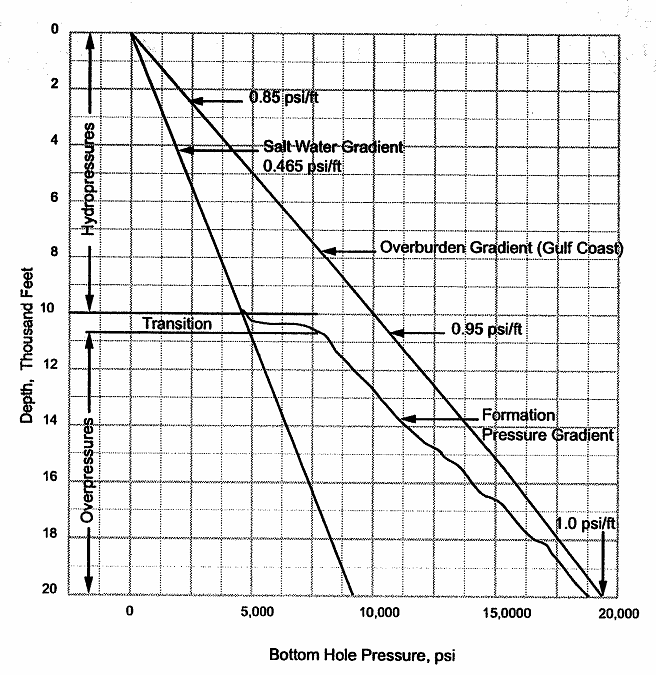 0
0.85 psi/ft
2
4
Salt Water Gradient
0.465 psi/ft
6
Hydropressures
8
Overburden Gradient (Gulf Coast)
10
Transition
0.95 psi/ft
Depth, Thousand Feet
12
14
Formation
Pressure Gradient
Overpressures
16
1.0 psi/ft
18
20
0
5,000
10,000
15,0000
20,000
Bottom Hole Pressure, psi